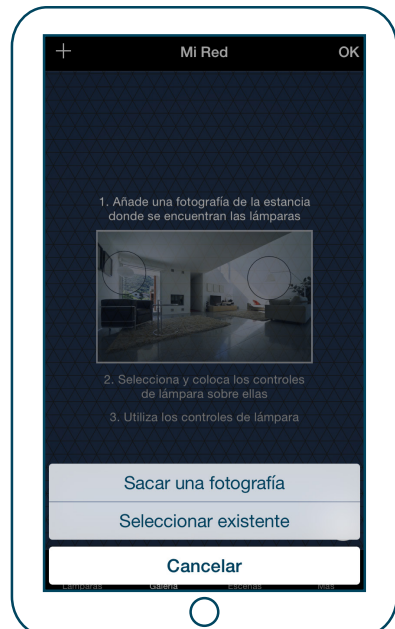 + Mi Red OK
1. Añade una fotografía de la estancia
donde se encuentran las lámparas
2. Selecciona y coloca los controles
de lámpara sobre ellas
3. Utiliza los controles de lámpara
Sacar una fotografía
Seleccionar existente
Cancelar
Lámparas Galería Escenas Más